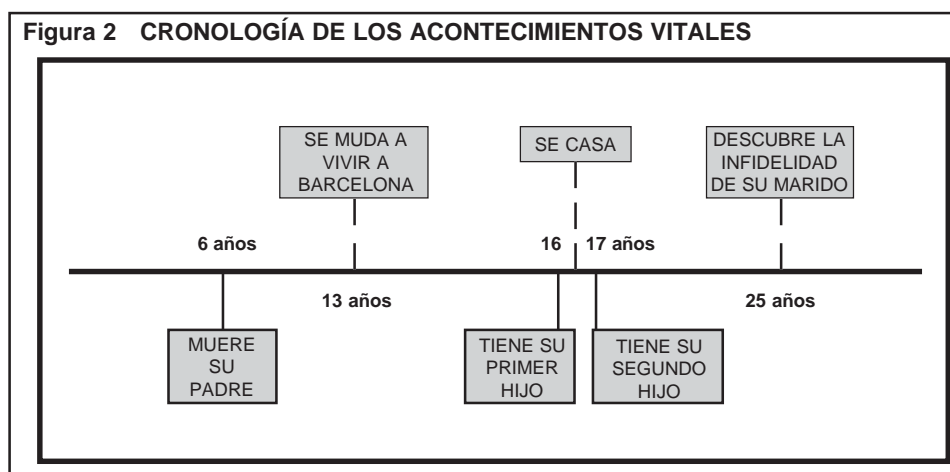 Figura 2 CRONOLOGÍA DE LOS ACONTECIMIENTOS VITALES
SE MUDA A
VIVIR A
BARCELONA
SE CASA
DESCUBRE LA
INFIDELIDAD
DE SU MARIDO
6 años
16
17 años
13 años
25 años
MUERE
SU
PADRE
TIENE SU
PRIMER
HIJO
TIENE SU
SEGUNDO
HIJO